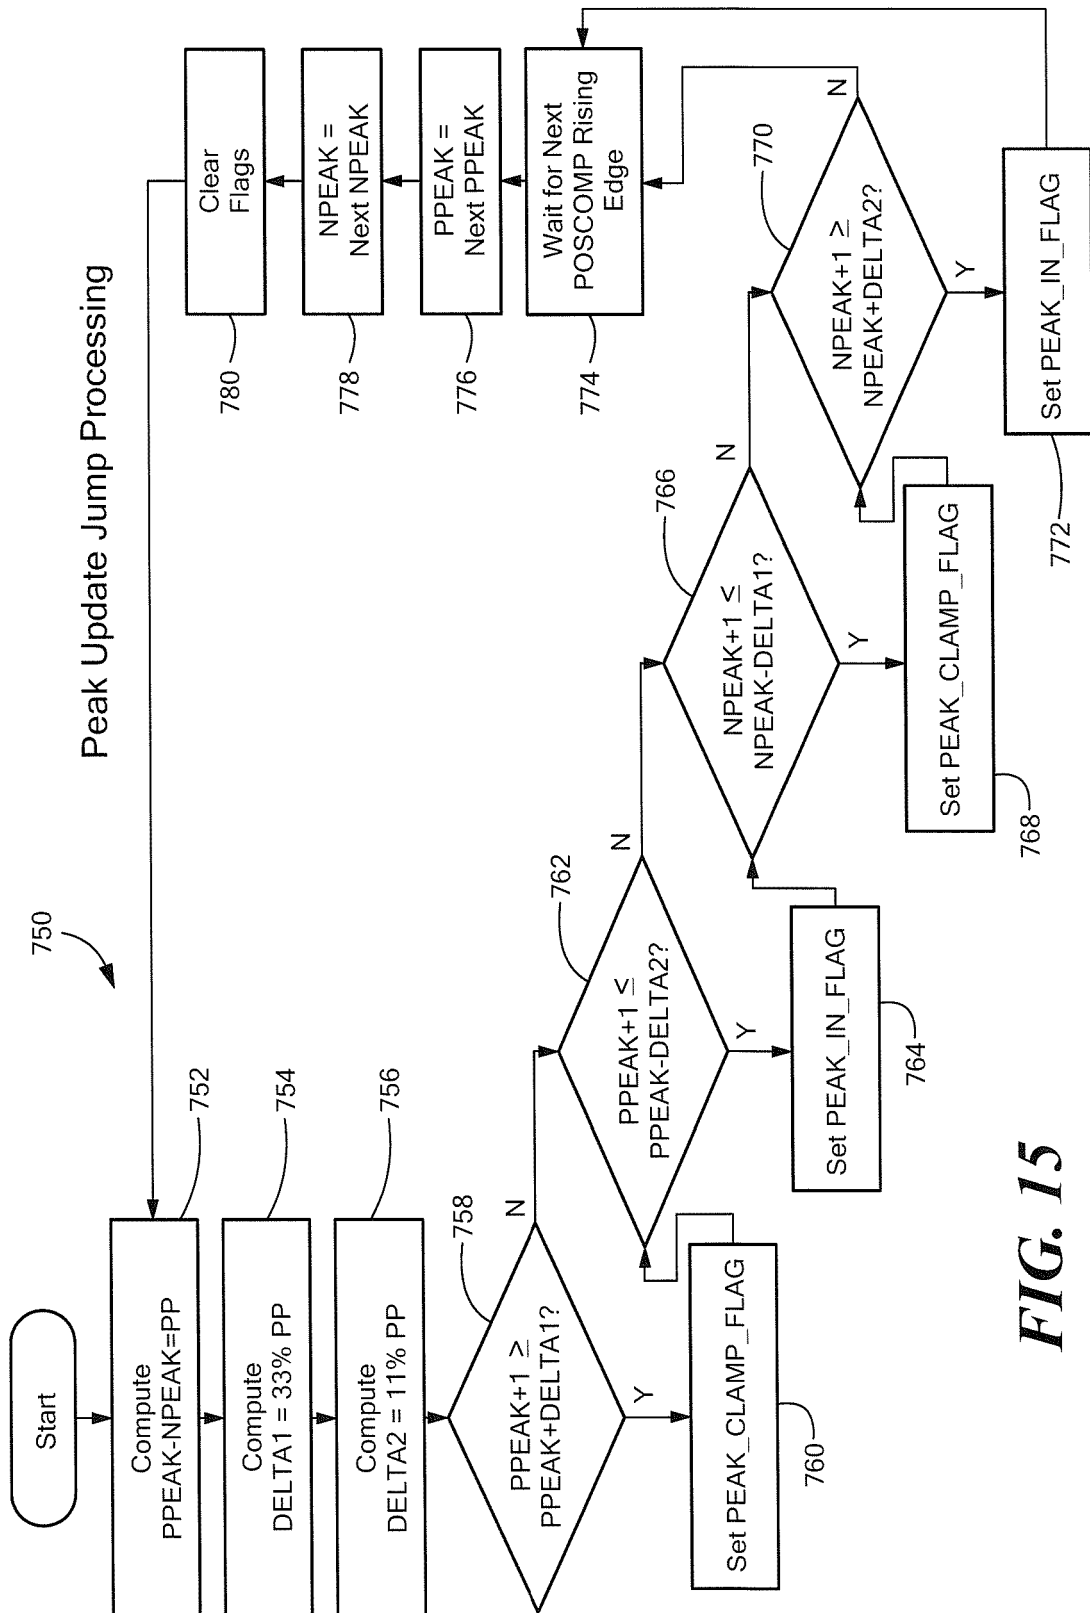 Peak Update Jump Processing
750
Start
Compute
PPEAK-NPEAK=PP
752
Compute
DELTA1 = 33% PP
754
Compute
DELTA2 = 11% PP
756
PPEAK+1 ≥
PPEAK+DELTA1?
758
N
Y
Set PEAK_CLAMP_FLAG
760
PPEAK+1 ≤
PPEAK-DELTA2?
762
N
Y
Set PEAK_IN_FLAG
764
NPEAK+1 ≤
NPEAK-DELTA1?
766
N
Y
Set PEAK_CLAMP_FLAG
768
NPEAK+1 ≥
NPEAK+DELTA2?
770
N
Y
Set PEAK_IN_FLAG
772
Wait for Next
POSCOMP Rising
Edge
774
PPEAK =
Next PPEAK
776
NPEAK =
Next NPEAK
778
Clear
Flags
780
FIG. 15